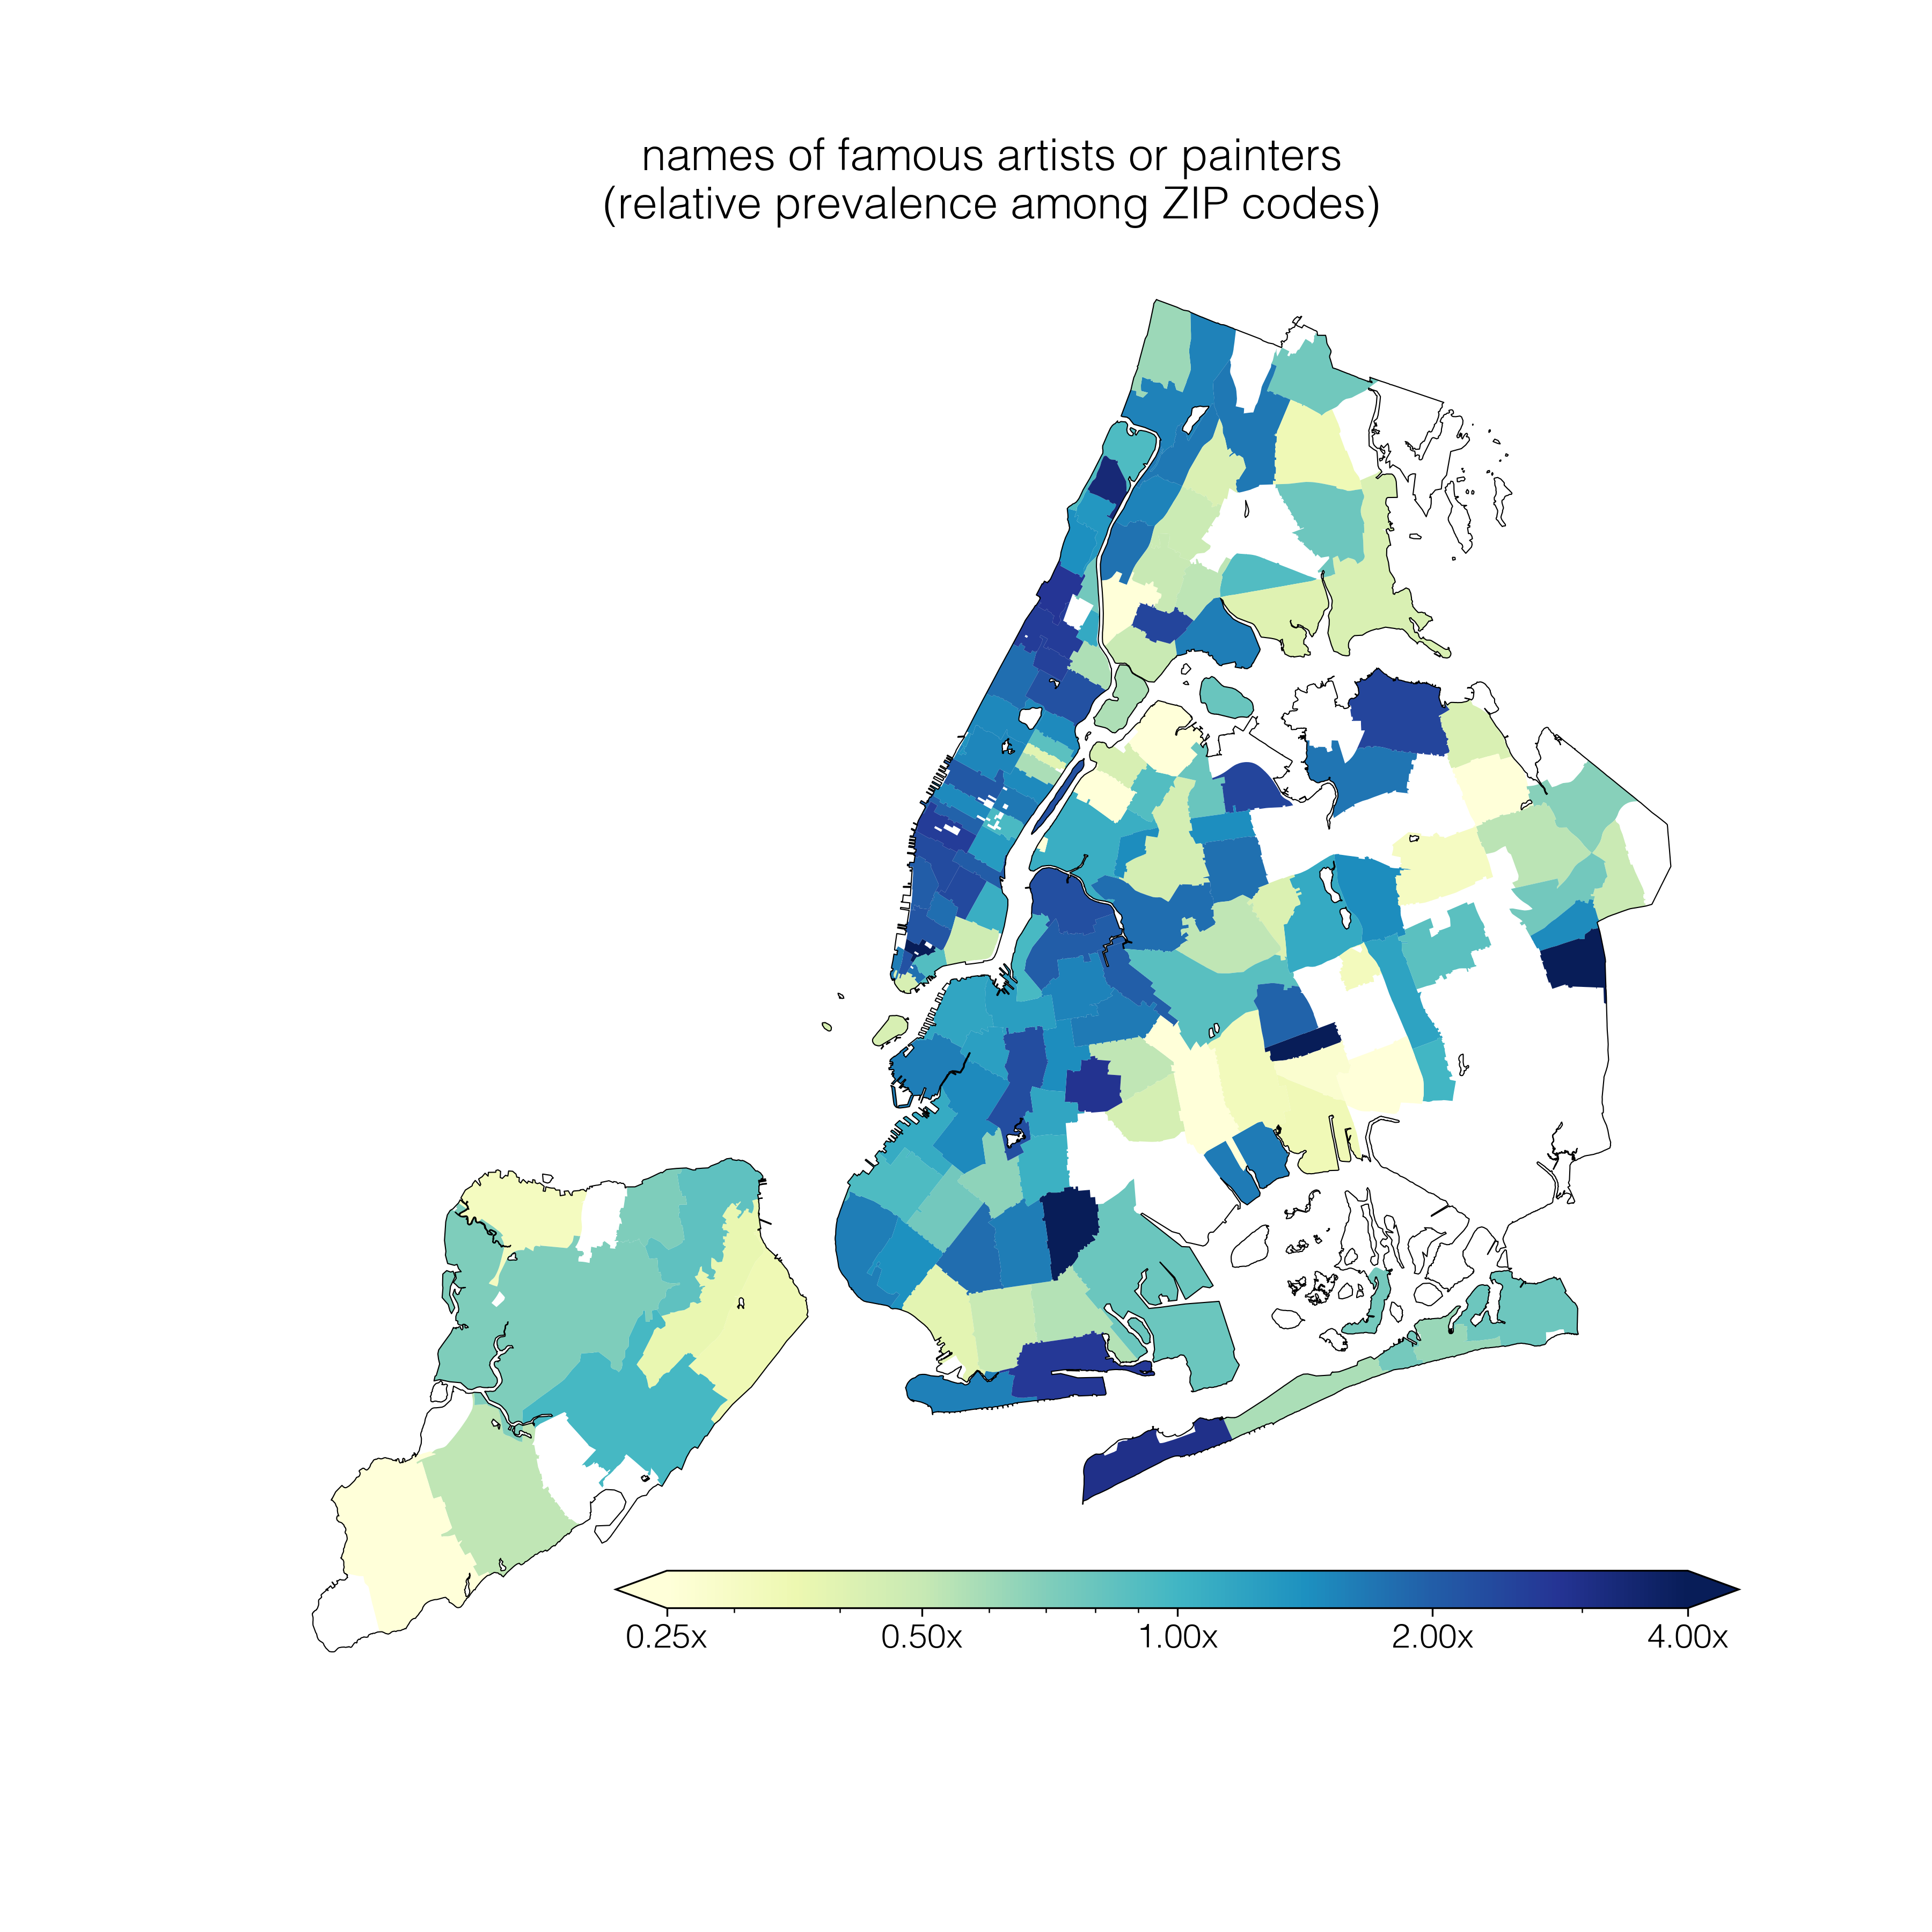 names of famous artists or painters
(relative prevalence among ZIP codes)
0.25x 0.50x 1.00x 2.00x 4.00x